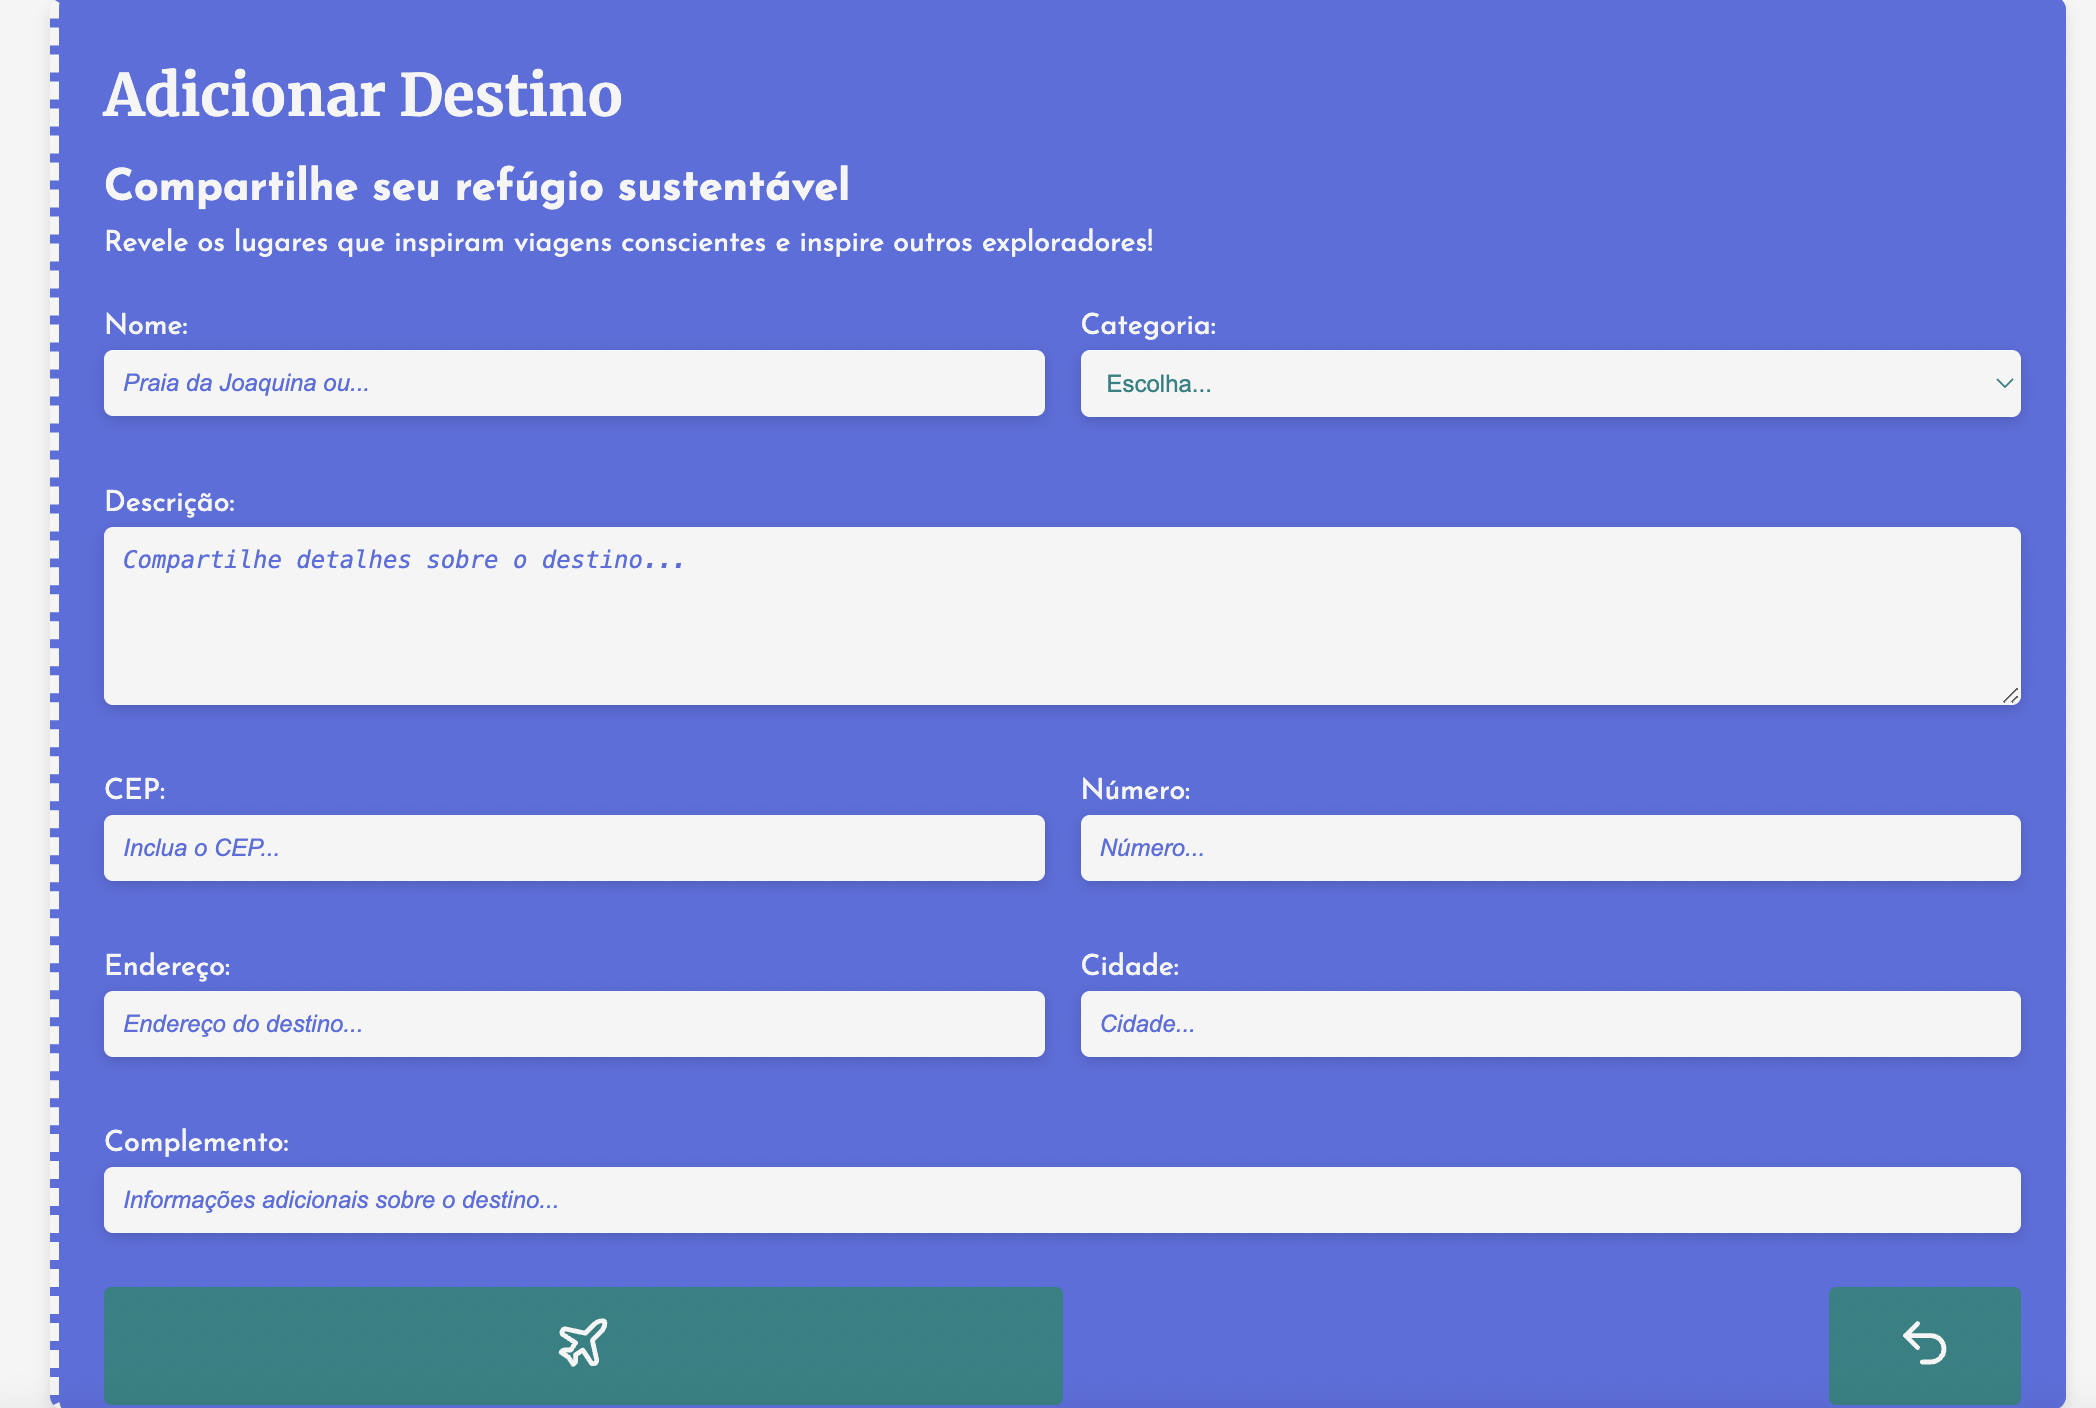 Adicionar Destino
Compartilhe seu refúgio sustentável
Revele os lugares que inspiram viagens conscientes e inspire outros exploradores!
Nome:
Praia da Joaquina ou...
Categoria:
Escolha...
Descrição:
Compartilhe detalhes sobre o destino...
CEP:
Inclua o CEP...
Número:
Número...
Endereço:
Endereço do destino...
Cidade:
Cidade...
Complemento:
Informações adicionais sobre o destino...